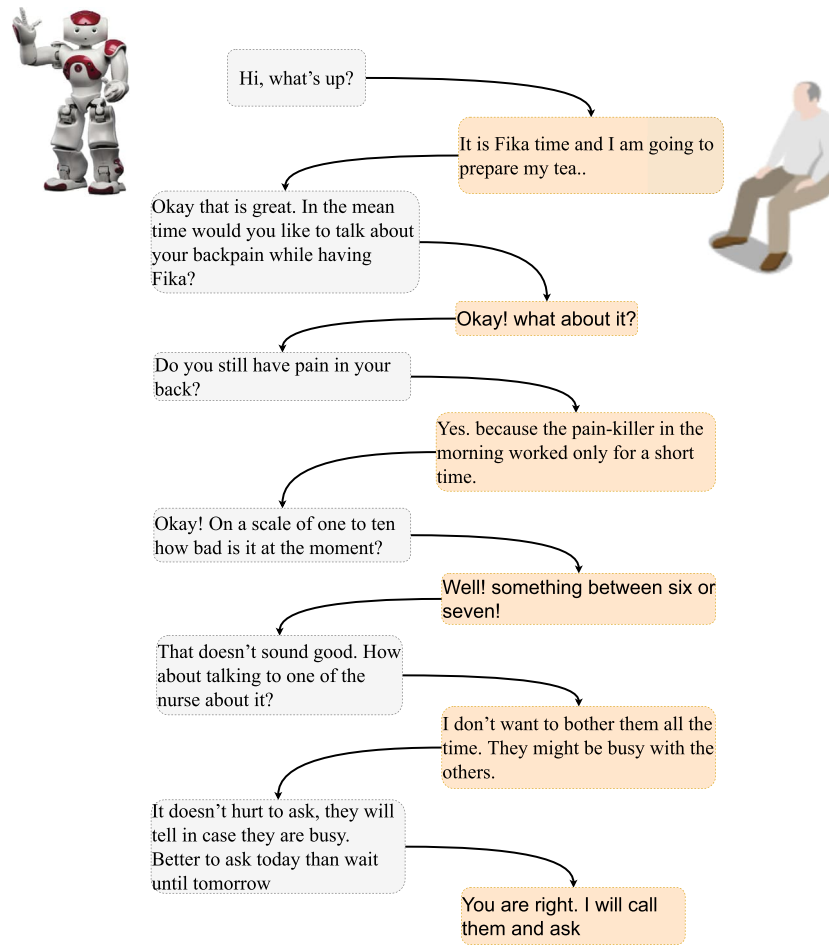 Hi, what's up?
It is Fika time and I am going to
prepare my tea..
Okay that is great. In the mean
time would you like to talk about
your backpain while having
Fika?
Okay! what about it?
Do you still have pain in your
back?
Yes. because the pain-killer in the
morning worked only for a short
time.
Okay! On a scale of one to ten
how bad is it at the moment?
Well! something between six or
seven!
That doesn't sound good. How
about talking to one of the
nurse about it?
I don't want to bother them all the
time. They might be busy with the
others.
It doesn't hurt to ask, they will
tell in case they are busy.
Better to ask today than wait
until tomorrow
You are right. I will call
them and ask